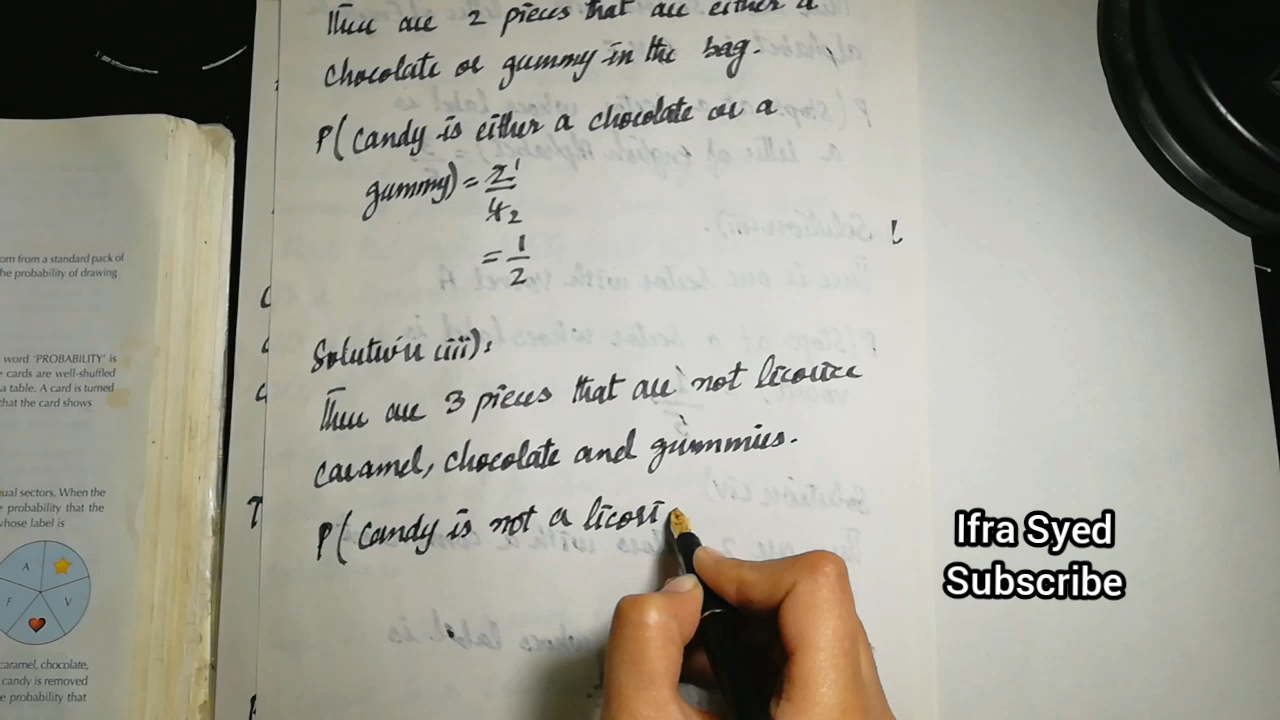 om from a standard pack of
he probability of drawing
word 'PROBABILITY' is
cards are well-shuffled
a table. A card is turned
that the card shows
ual sectors. When the
the probability that the
whose label is
A
F
V
caramel, chocolate,
candy is removed
e probability that
There are 2 pieces that are either a
chocolate or gummy in the bag.
P(candy is either a chocolate or a
gummy) = 2 1
4 2
= 1
2
Solution (iii):
There are 3 pieces that are not licorice
caramel, chocolate and gummies.
P(candy is not a licori
Ifra Syed
Subscribe